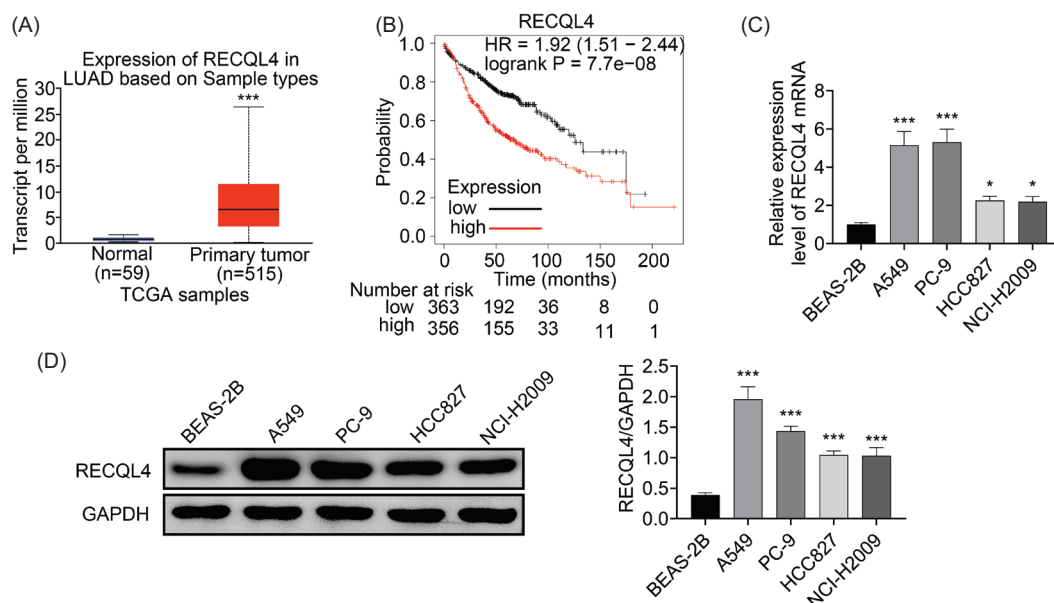 (A)
Expression of RECQL4 in
LUAD based on Sample types
***
Transcript per million
30
25
20
15
10
5
0
Normal
(n=59)
Primary tumor
(n=515)
TCGA samples
(B)
RECQL4
HR = 1.92 (1.51 − 2.44)
logrank P = 7.7e−08
Probability
1.0
0.8
0.6
0.4
0.2
0.0
Expression
low
high
0 50 100 150 200
Time (months)
Number at risk
low 363 192 36 8 0
high 356 155 33 11 1
(C)
Relative expression
level of RECQL4 mRNA
8
6
4
2
0
***
***
*
*
BEAS-2B
A549
PC-9
HCC827
NCI-H2009
(D)
BEAS-2B
A549
PC-9
HCC827
NCI-H2009
RECQL4
GAPDH
RECQL4/GAPDH
2.5
2.0
1.5
1.0
0.5
0.0
***
***
***
***
BEAS-2B
A549
PC-9
HCC827
NCI-H2009